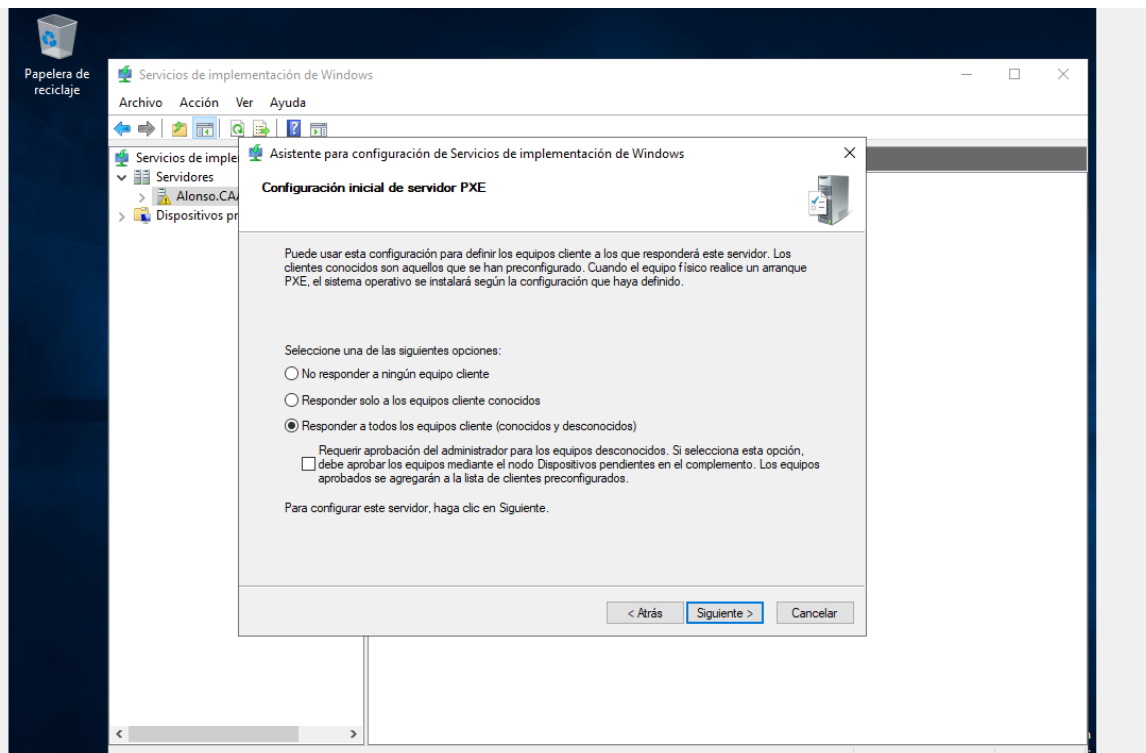 Papelera de
reciclaje
Servicios de implementación de Windows
Archivo Acción Ver Ayuda
Servicios de imple
Servidores
Alonso.CA
Dispositivos pr
Asistente para configuración de Servicios de implementación de Windows
Configuración inicial de servidor PXE
Puede usar esta configuración para definir los equipos cliente a los que responderá este servidor. Los
clientes conocidos son aquellos que se han preconfigurado. Cuando el equipo físico realice un arranque
PXE, el sistema operativo se instalará según la configuración que haya definido.
Seleccione una de las siguientes opciones:
No responder a ningún equipo cliente
Responder solo a los equipos cliente conocidos
Responder a todos los equipos cliente (conocidos y desconocidos)
Requerir aprobación del administrador para los equipos desconocidos. Si selecciona esta opción,
debe aprobar los equipos mediante el nodo Dispositivos pendientes en el complemento. Los equipos
aprobados se agregarán a la lista de clientes preconfigurados.
Para configurar este servidor, haga clic en Siguiente.
< Atrás Siguiente > Cancelar